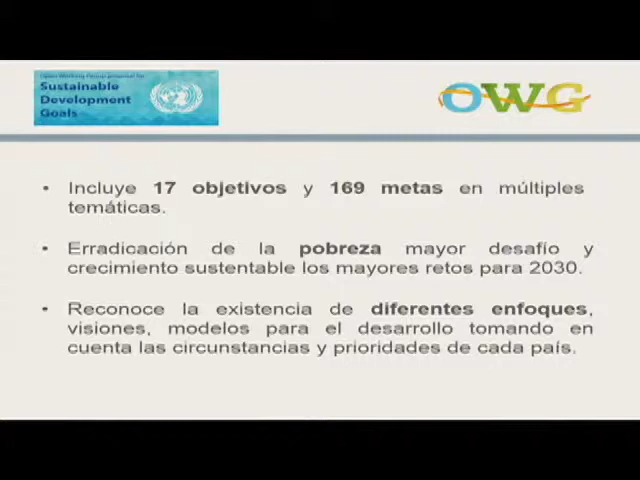 Open Working Group proposal for
Sustainable
Development
Goals
OWG
• Incluye 17 objetivos y 169 metas en múltiples
temáticas.
• Erradicación de la pobreza mayor desafío y
crecimiento sustentable los mayores retos para 2030.
• Reconoce la existencia de diferentes enfoques,
visiones, modelos para el desarrollo tomando en
cuenta las circunstancias y prioridades de cada país.